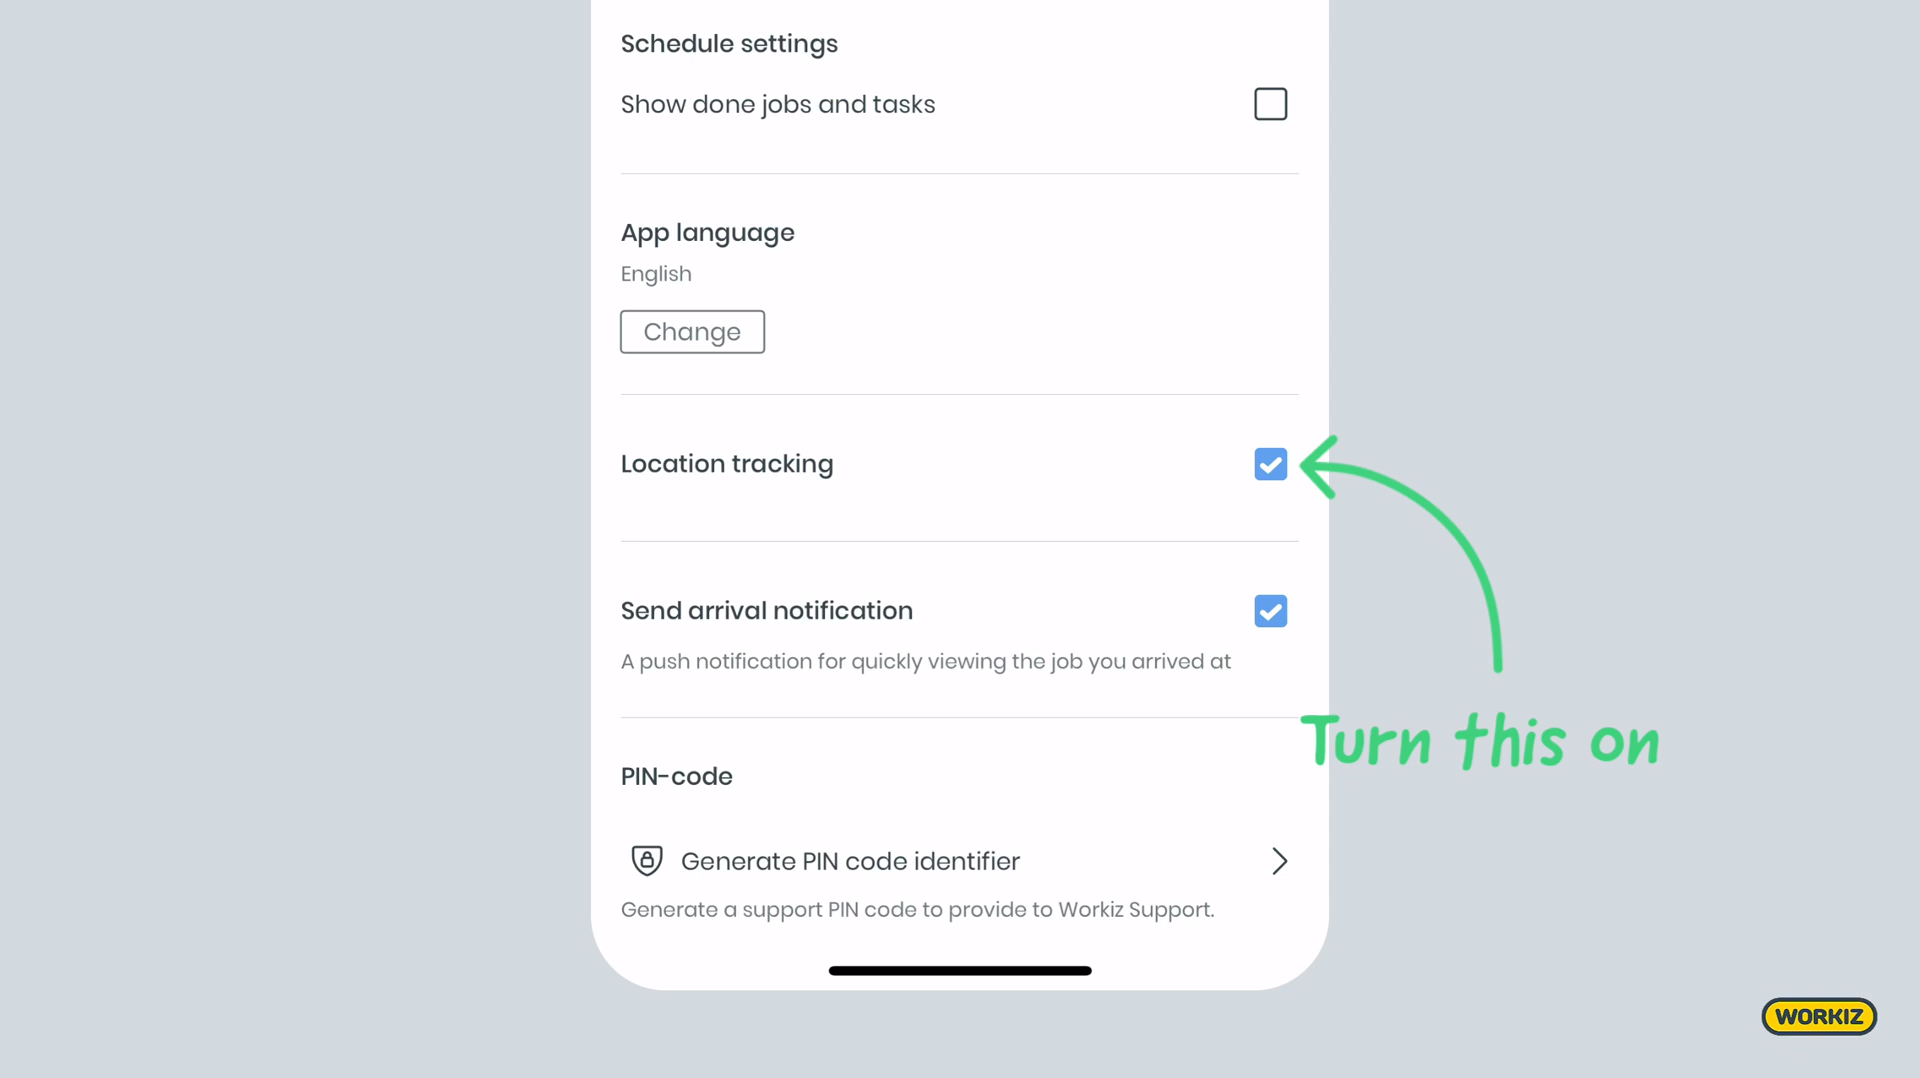 Schedule settings
Show done jobs and tasks
App language
English
Change
Location tracking
Send arrival notification
A push notification for quickly viewing the job you arrived at
Turn this on
PIN-code
Generate PIN code identifier
Generate a support PIN code to provide to Workiz Support.
WORKIZ